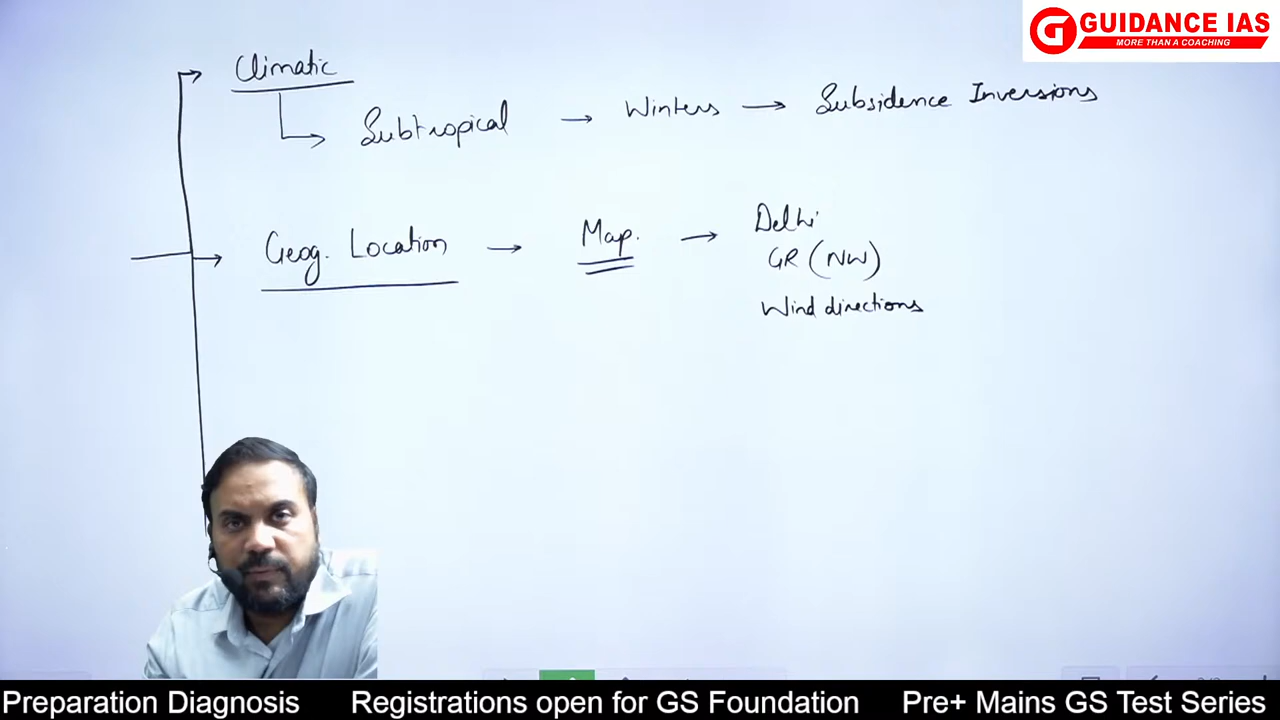 GUIDANCE IAS
MORE THAN A COACHING
Climatic
Subtropical → Winters → Subsidence Inversions
Geog. Location → Map. → Delhi
GR (NW)
Wind directions
Preparation Diagnosis Registrations open for GS Foundation Pre+ Mains GS Test Series